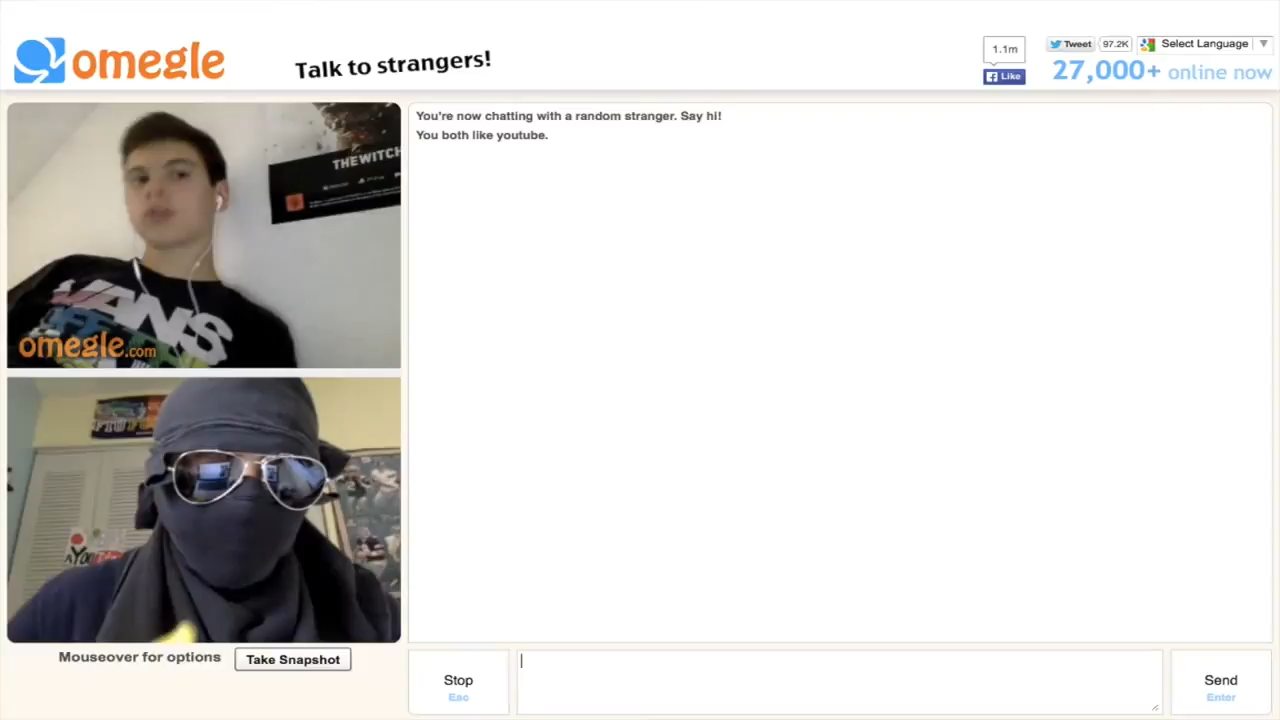 omegle
Talk to strangers!
1.1m
Like
Tweet
97.2K
Select Language
27,000+ online now
THEWITCH
VANS
OFF
omegle.com
You're now chatting with a random stranger. Say hi!
You both like youtube.
Mouseover for options
Take Snapshot
Stop
Esc
Send
Enter